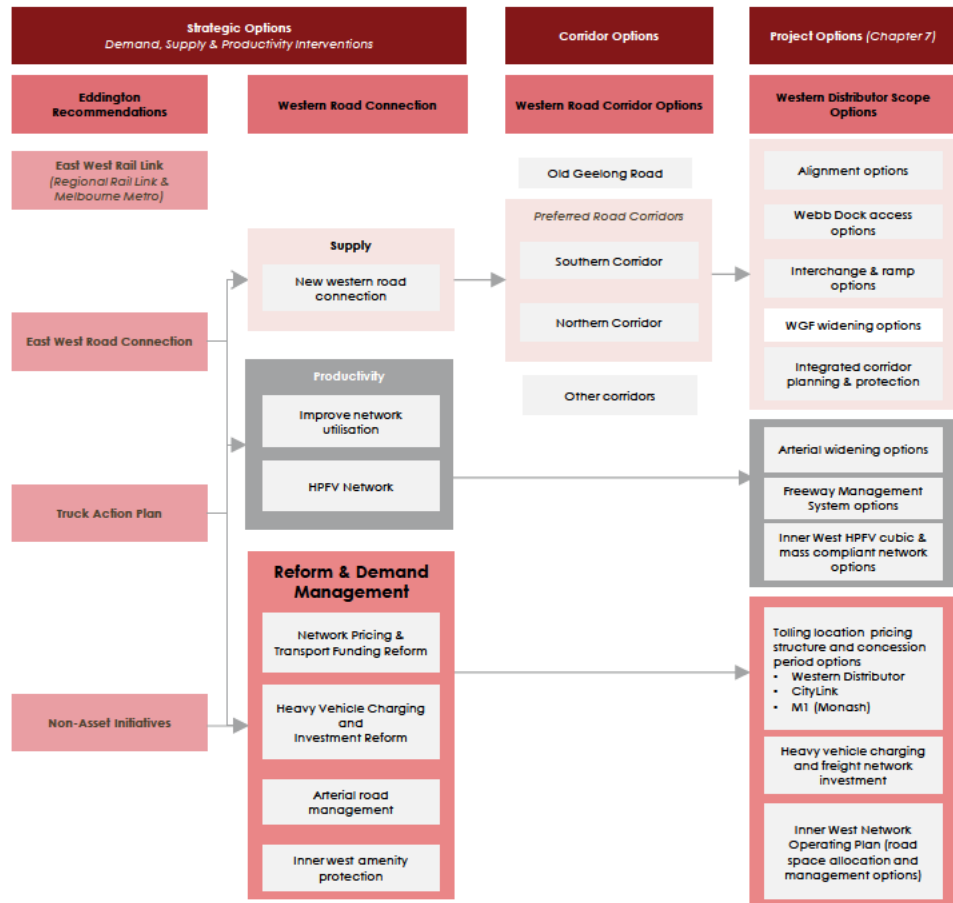 Strategic Options
Demand, Supply & Productivity Interventions
Corridor Options
Project Options (Chapter 7)
Eddington
Recommendations
Western Road Connection
Western Road Corridor Options
Western Distributor Scope
Options
East West Rail Link
(Regional Rail Link &
Melbourne Metro)
East West Road Connection
Truck Action Plan
Non-Asset Initiatives
Supply
New western road
connection
Productivity
Improve network
utilisation
HPFV Network
Reform & Demand
Management
Network Pricing &
Transport Funding Reform
Heavy Vehicle Charging
and
Investment Reform
Arterial road
management
Inner west amenity
protection
Old Geelong Road
Preferred Road Corridors
Southern Corridor
Northern Corridor
Other corridors
Alignment options
Webb Dock access
options
Interchange & ramp
options
WGF widening options
Integrated corridor
planning & protection
Arterial widening options
Freeway Management
System options
Inner West HPFV cubic &
mass compliant network
options
Tolling location pricing
structure and concession
period options
• Western Distributor
• CityLink
• M1 (Monash)
Heavy vehicle charging
and freight network
investment
Inner West Network
Operating Plan (road
space allocation and
management options)